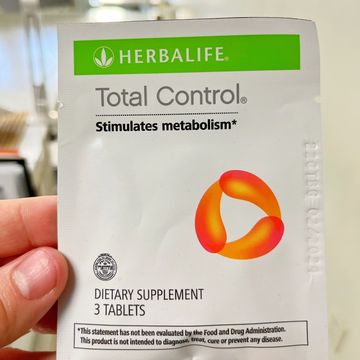 HERBALIFE®
Total Control®
Stimulates metabolism*
DIETARY SUPPLEMENT
3 TABLETS
*This statement has not been evaluated by the Food and Drug Administration.
This product is not intended to diagnose, treat, cure or prevent any disease.